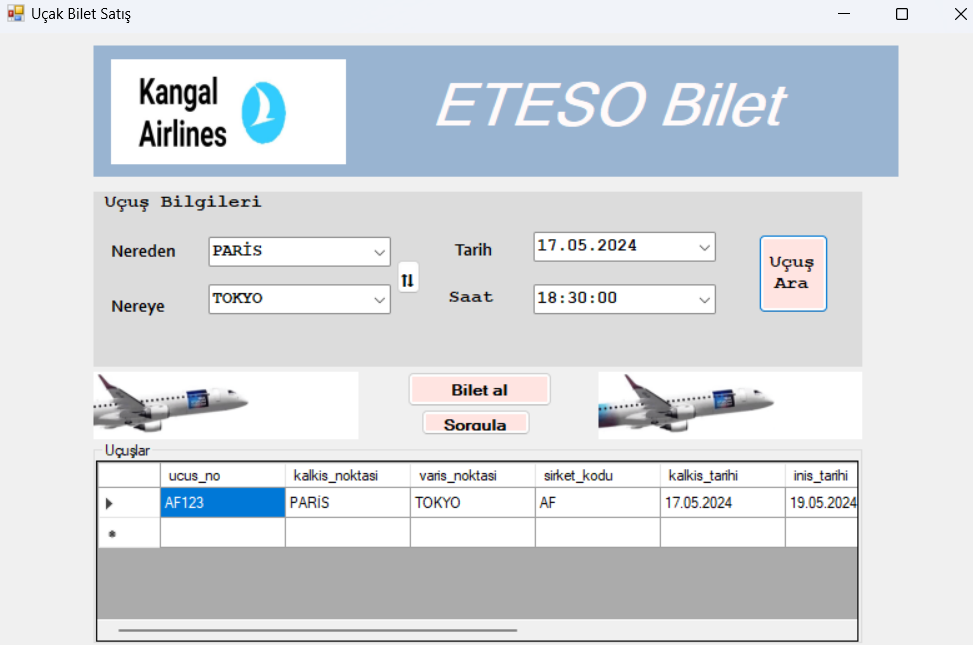 Uçak Bilet Satış
Kangal
Airlines
ETESO Bilet
Uçuş Bilgileri
Nereden
PARİS
Tarih
17.05.2024
Uçuş
Ara
Nereye
TOKYO
Saat
18:30:00
Bilet al
Sorgula
Uçuşlar
ucus_no kalkis_noktasi varis_noktasi sirket_kodu kalkis_tarihi inis_tarihi
AF123 PARİS TOKYO AF 17.05.2024 19.05.2024